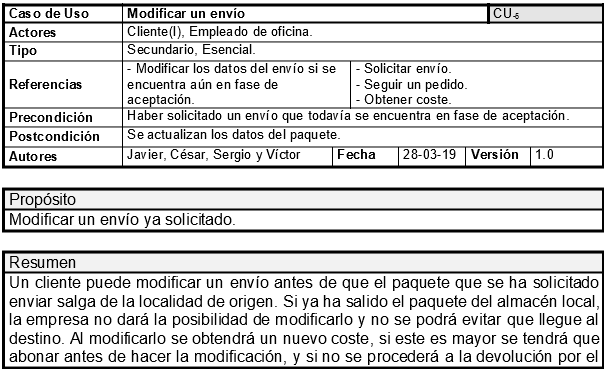 Caso de Uso Modificar un envío CU-5
Actores Cliente(I), Empleado de oficina.
Tipo Secundario, Esencial.
Referencias
- Modificar los datos del envío si se
encuentra aún en fase de
aceptación.
- Solicitar envío.
- Seguir un pedido.
- Obtener coste.
Precondición Haber solicitado un envío que todavía se encuentra en fase de aceptación.
Postcondición Se actualizan los datos del paquete.
Autores Javier, César, Sergio y Víctor Fecha 28-03-19 Versión 1.0
Propósito
Modificar un envío ya solicitado.
Resumen
Un cliente puede modificar un envío antes de que el paquete que se ha solicitado
enviar salga de la localidad de origen. Si ya ha salido el paquete del almacén local,
la empresa no dará la posibilidad de modificarlo y no se podrá evitar que llegue al
destino. Al modificarlo se obtendrá un nuevo coste, si este es mayor se tendrá que
abonar antes de hacer la modificación, y si no se procederá a la devolución por el